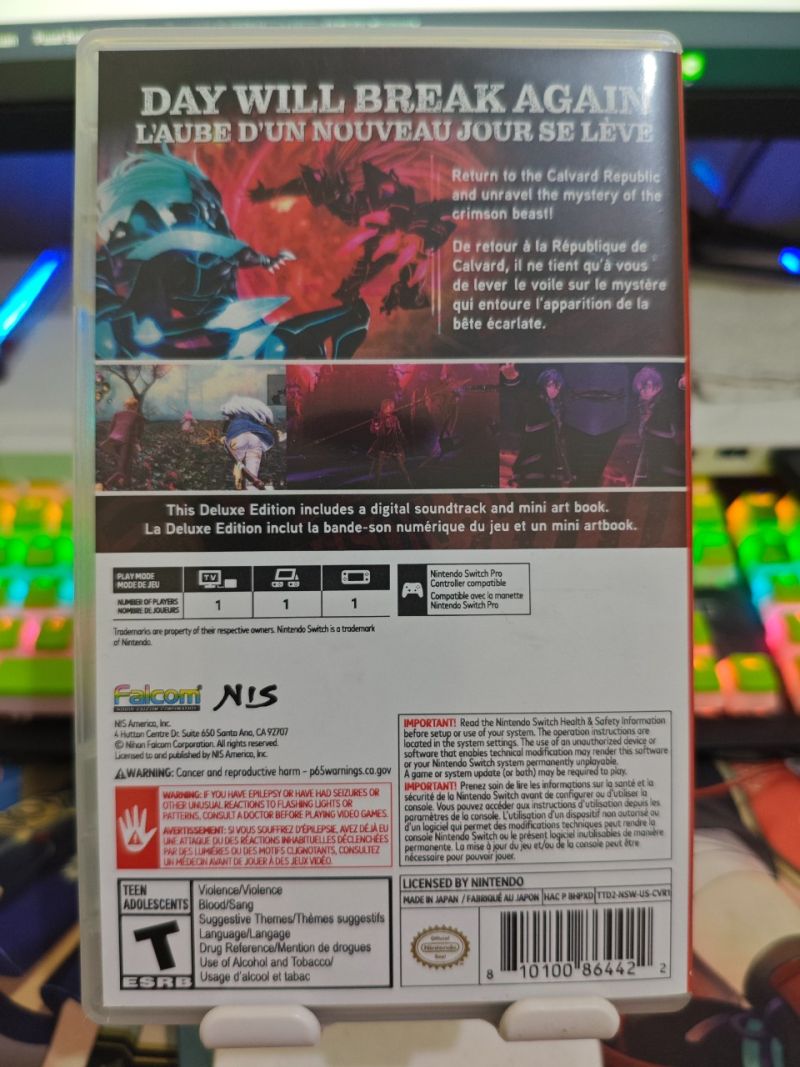 DAY WILL BREAK AGAIN
L'AUBE D'UN NOUVEAU JOUR SE LÈVE
Return to the Calvard Republic
and unravel the mystery of the
crimson beast!
De retour à la République de
Calvard, il ne tient qu'à vous
de lever le voile sur le mystère
qui entoure l'apparition de la
bête écarlate.
This Deluxe Edition includes a digital soundtrack and mini art book.
La Deluxe Edition inclut la bande-son numérique du jeu et un mini artbook.
PLAY MODE
MODE DE JEU
TV
NUMBER OF PLAYERS
NOMBRE DE JOUEURS
1
1
1
Nintendo Switch Pro
Controller compatible
Compatible avec la manette
Nintendo Switch Pro
Trademarks are property of their respective owners. Nintendo Switch is a trademark
of Nintendo.
Falcom
NIHON FALCOM CORPORATION
NIS
NIS America, Inc.
4 Hutton Centre Dr. Suite 650 Santa Ana, CA 92707
© Nihon Falcom Corporation. All rights reserved.
Licensed to and published by NIS America, Inc.
WARNING: Cancer and reproductive harm - p65warnings.ca.gov
WARNING: IF YOU HAVE EPILEPSY OR HAVE HAD SEIZURES OR
OTHER UNUSUAL REACTIONS TO FLASHING LIGHTS OR
PATTERNS, CONSULT A DOCTOR BEFORE PLAYING VIDEO GAMES.
AVERTISSEMENT: SI VOUS SOUFFREZ D'ÉPILEPSIE, AVEZ DÉJÀ EU
UNE ATTAQUE OU DES RÉACTIONS INHABITUELLES DÉCLENCHÉES
PAR DES LUMIÈRES OU DES MOTIFS CLIGNOTANTS, CONSULTEZ
UN MÉDECIN AVANT DE JOUER À DES JEUX VIDÉO.
IMPORTANT! Read the Nintendo Switch Health & Safety Information
before setup or use of your system. The operation instructions are
located in the system settings. The use of an unauthorized device or
software that enables technical modification may render this software
or your Nintendo Switch system permanently unplayable.
A game or system update (or both) may be required to play.
IMPORTANT! Prenez soin de lire les informations sur la santé et la
sécurité de la Nintendo Switch avant de configurer ou d'utiliser la
console. Vous pouvez accéder aux instructions d'utilisation depuis les
paramètres de la console. L'utilisation d'un dispositif non autorisé ou
d'un logiciel qui permet des modifications techniques peut rendre la
console Nintendo Switch ou le présent logiciel inutilisables de manière
permanente. La mise à jour du jeu et/ou de la console peut être
nécessaire pour pouvoir jouer.
TEEN
ADOLESCENTS
T
ESRB
Violence/Violence
Blood/Sang
Suggestive Themes/Thèmes suggestifs
Language/Langage
Drug Reference/Mention de drogues
Use of Alcohol and Tobacco/
Usage d'alcool et tabac
LICENSED BY NINTENDO
MADE IN JAPAN / FABRIQUÉ AU JAPON
HAC P BHPXD
TTD2-NSW-US-CVR1
Official
Nintendo
Seal
8 10100 86442 2